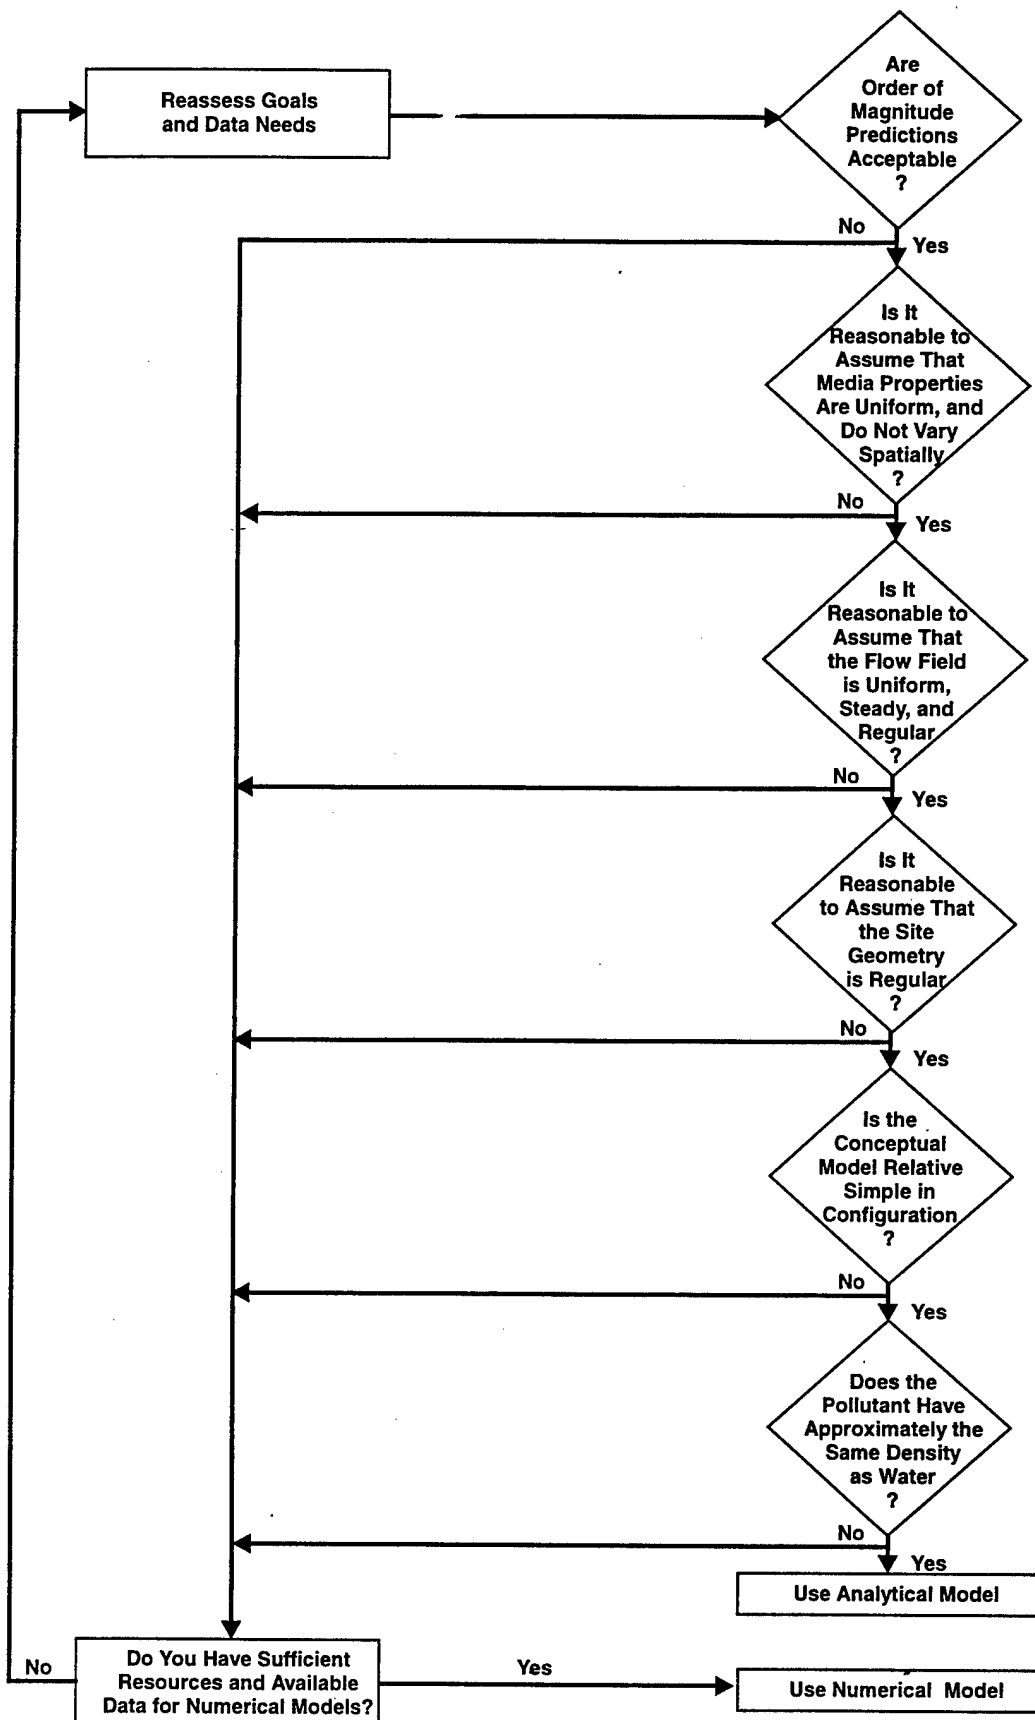 Are
Order of
Magnitude
Predictions
Acceptable
?
Reassess Goals
and Data Needs
No
Yes
Is It
Reasonable to
Assume That
Media Properties
Are Uniform, and
Do Not Vary
Spatially
?
No
Yes
Is It
Reasonable to
Assume That
the Flow Field
is Uniform,
Steady, and
Regular
?
No
Yes
Is It
Reasonable
to Assume That
the Site
Geometry
is Regular
?
No
Yes
Is the
Conceptual
Model Relative
Simple in
Configuration
?
No
Yes
Does the
Pollutant Have
Approximately the
Same Density
as Water
?
No
Yes
Use Analytical Model
No
Do You Have Sufficient
Resources and Available
Data for Numerical Models?
Yes
Use Numerical Model